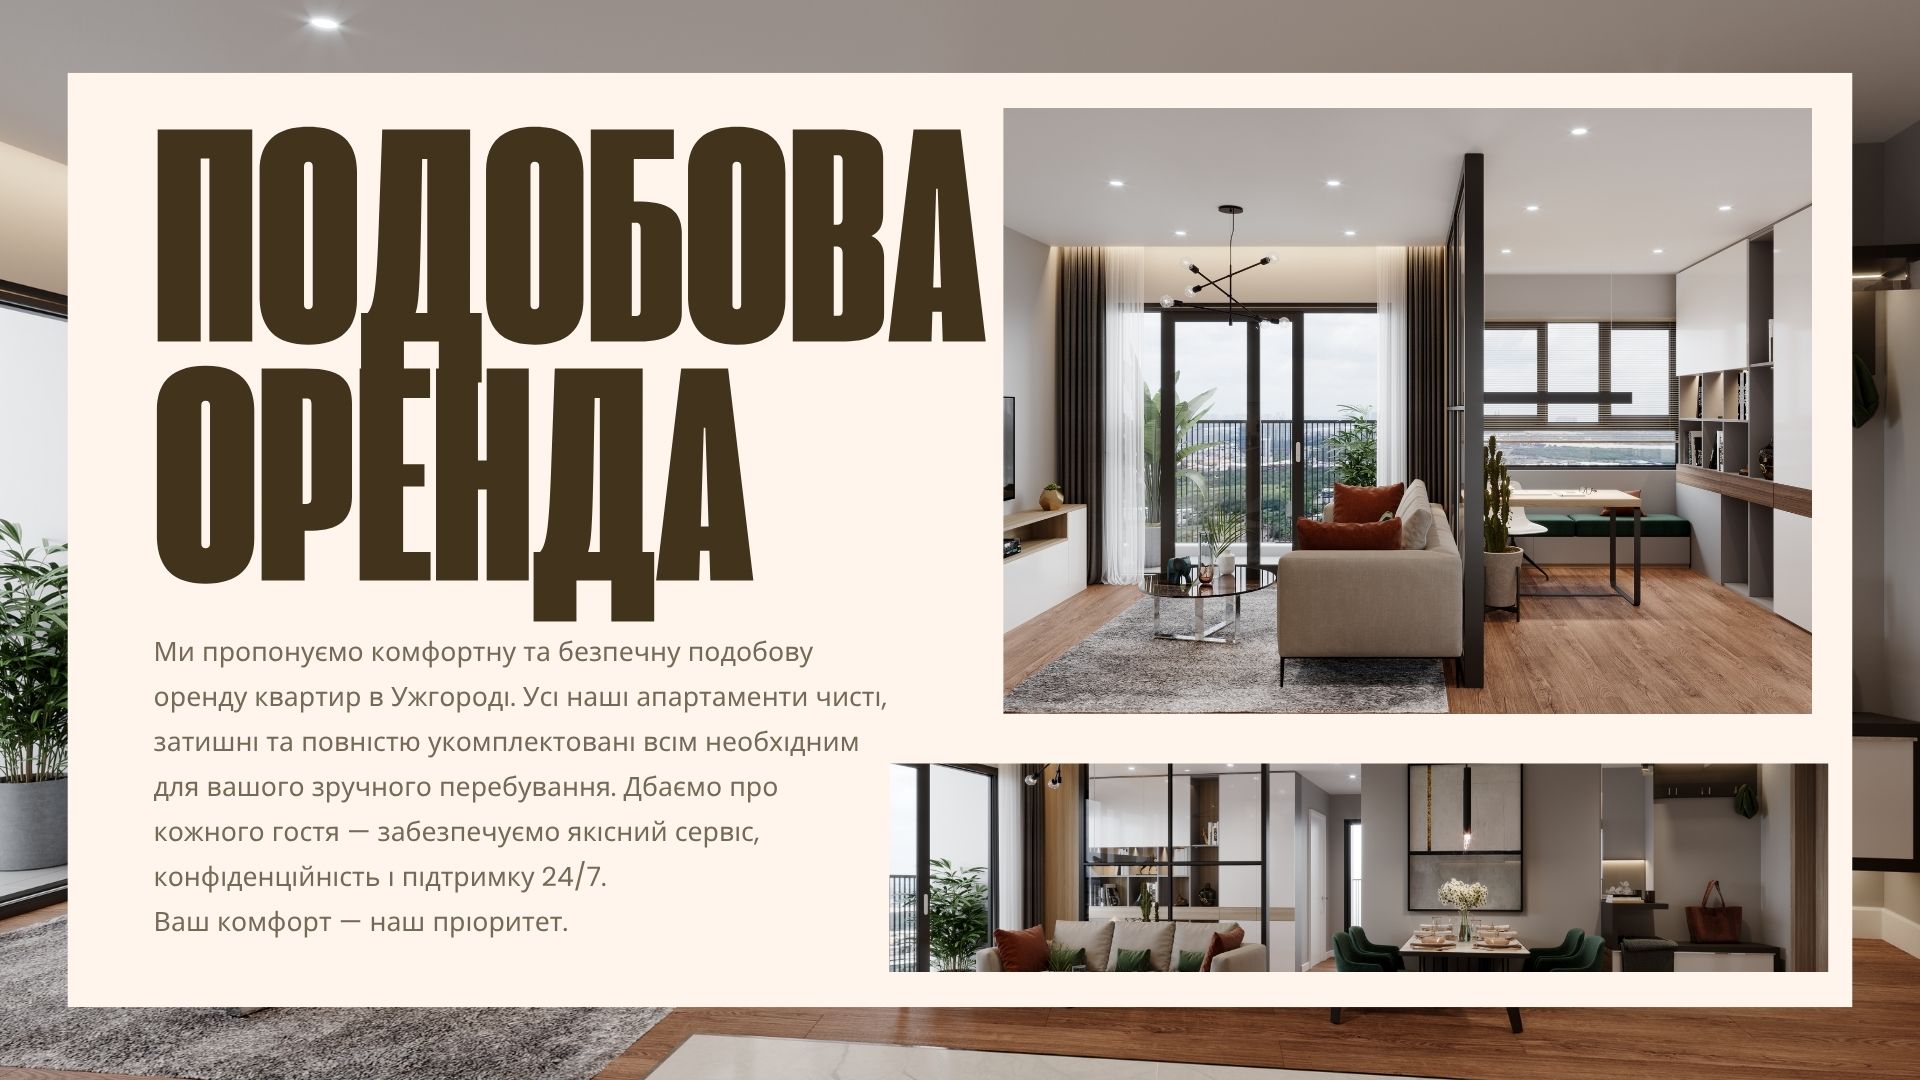 ПОДОБОВА
ОРЕНДА
Ми пропонуємо комфортну та безпечну подобову
оренду квартир в Ужгороді. Усі наші апартаменти чисті,
затишні та повністю укомплектовані всім необхідним
для вашого зручного перебування. Дбаємо про
кожного гостя — забезпечуємо якісний сервіс,
конфіденційність і підтримку 24/7.
Ваш комфорт — наш пріоритет.